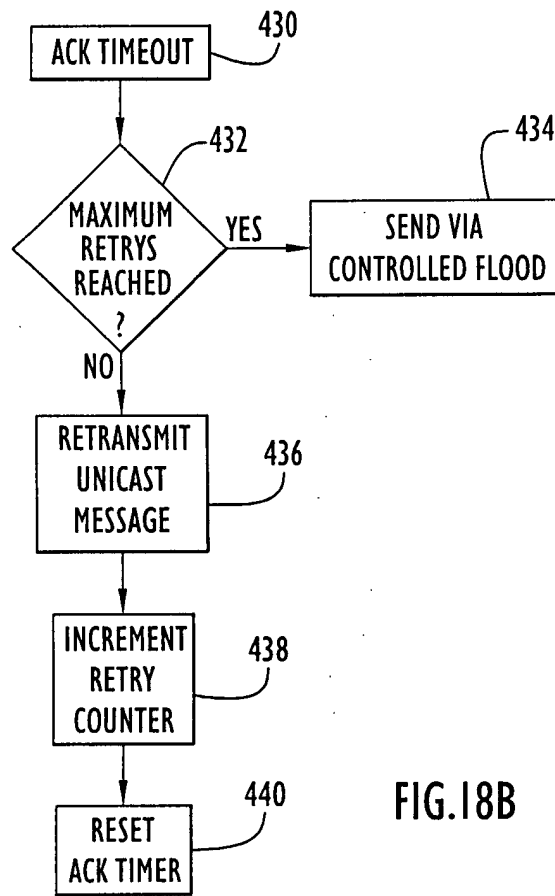 ACK TIMEOUT
430
432
MAXIMUM
RETRYS
REACHED
?
YES
434
SEND VIA
CONTROLLED FLOOD
NO
RETRANSMIT
UNICAST
MESSAGE
436
INCREMENT
RETRY
COUNTER
438
RESET
ACK TIMER
440
FIG.18B